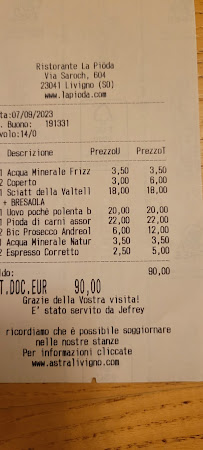 Ristorante La Pióda
Via Saroch, 604
23041 Livigno (SO)
www.lapioda.com
ta:07/09/2023
. Buono: 191331
volo:14/0
Descrizione PrezzoU PrezzoT
1 Acqua Minerale Frizz 3,50 3,50
2 Coperto 3,00 6,00
1 Sciatt della Valtell 18,00 18,00
+ BRESAOLA
1 Uovo poché polenta b 20,00 20,00
1 Pioda di carni assor 22,00 22,00
2 Bic Prosecco Andreol 6,00 12,00
1 Acqua Minerale Natur 3,50 3,50
2 Espresso Corretto 2,50 5,00
ldo: 90,00
T.DOC.EUR 90,00
Grazie della Vostra visita!
E' stato servito da Jefrey
ricordiamo che è possibile soggiornare
nelle nostre stanze
Per informazioni cliccate
www.astralivigno.com